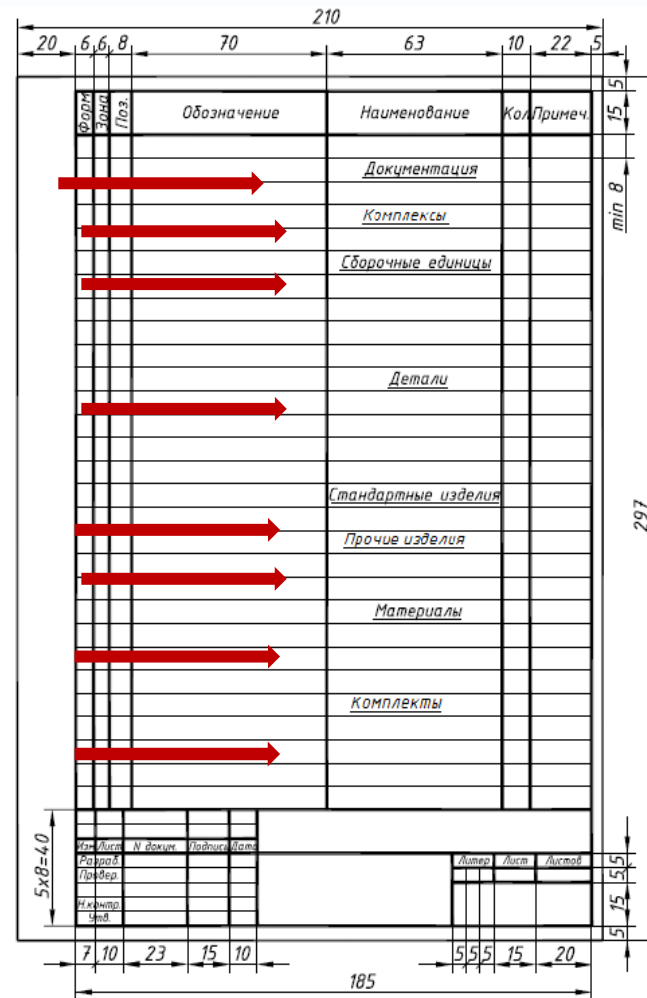 210
20 6 6 8 70 63 10 22 5
Форм
Зона
Поз.
Обозначение
Наименование
Кол
Примеч.
5
15
min 8
Документация
Комплексы
Сборочные единицы
Детали
Стандартные изделия
297
Прочие изделия
Материалы
Комплекты
5x8=40
Изм Лист N докум. Подпись Дата
Разраб.
Провер.
Н.контр.
Утв.
Литер Лист Листов
5 5
15
5
7 10 23 15 10 5 5 5 15 20
185